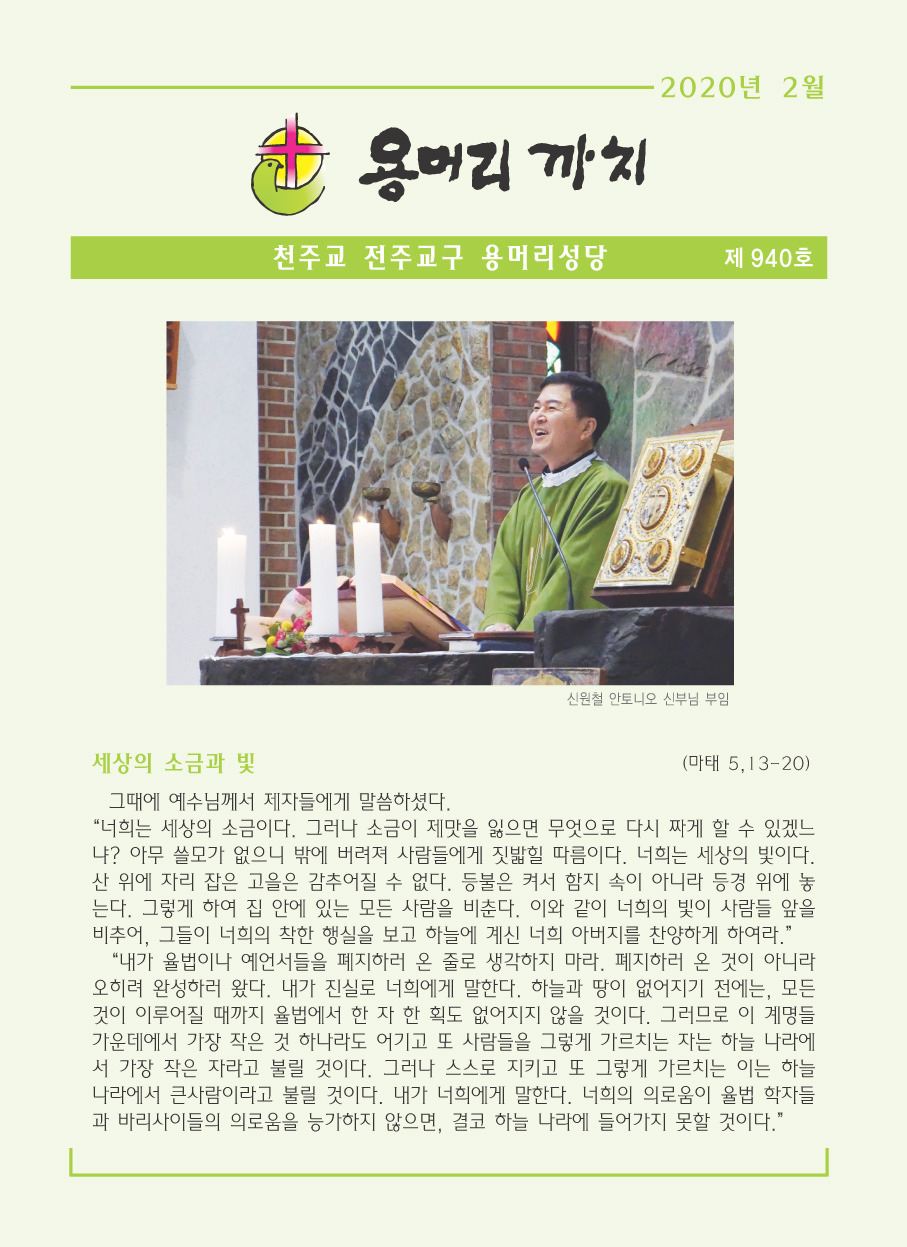 2020년 2월
용머리 까치
천주교 전주교구 용머리성당
제 940호
신원철 안토니오 신부님 부임
세상의 소금과 빛
(마태 5,13-20)
그때에 예수님께서 제자들에게 말씀하셨다.
“너희는 세상의 소금이다. 그러나 소금이 제맛을 잃으면 무엇으로 다시 짜게 할 수 있겠느
냐? 아무 쓸모가 없으니 밖에 버려져 사람들에게 짓밟힐 따름이다. 너희는 세상의 빛이다.
산 위에 자리 잡은 고을은 감추어질 수 없다. 등불은 켜서 함지 속이 아니라 등경 위에 놓
는다. 그렇게 하여 집 안에 있는 모든 사람을 비춘다. 이와 같이 너희의 빛이 사람들 앞을
비추어, 그들이 너희의 착한 행실을 보고 하늘에 계신 너희 아버지를 찬양하게 하여라.”
“내가 율법이나 예언서들을 폐지하러 온 줄로 생각하지 마라. 폐지하러 온 것이 아니라
오히려 완성하러 왔다. 내가 진실로 너희에게 말한다. 하늘과 땅이 없어지기 전에는, 모든
것이 이루어질 때까지 율법에서 한 자 한 획도 없어지지 않을 것이다. 그러므로 이 계명들
가운데에서 가장 작은 것 하나라도 어기고 또 사람들을 그렇게 가르치는 자는 하늘 나라에
서 가장 작은 자라고 불릴 것이다. 그러나 스스로 지키고 또 그렇게 가르치는 이는 하늘
나라에서 큰사람이라고 불릴 것이다. 내가 너희에게 말한다. 너희의 의로움이 율법 학자들
과 바리사이들의 의로움을 능가하지 않으면, 결코 하늘 나라에 들어가지 못할 것이다.”